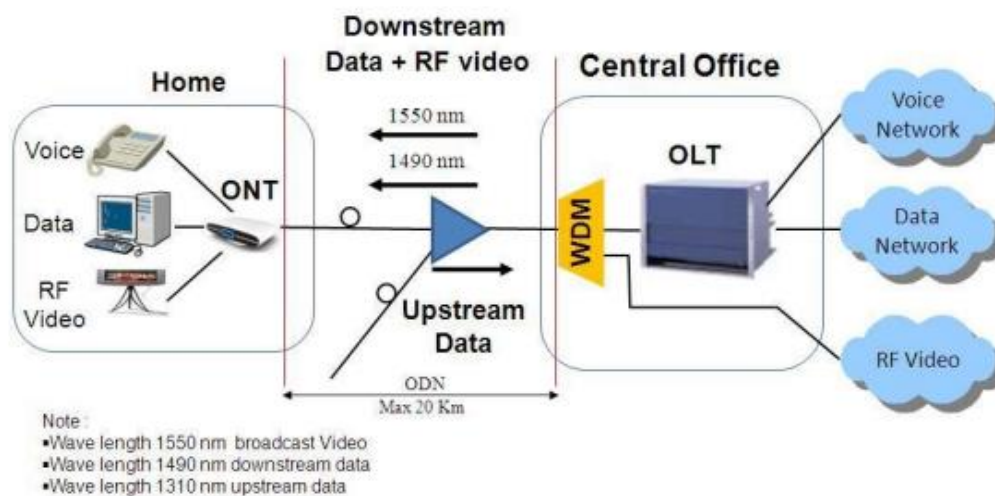 Downstream
Data + RF video
Home
Central Office
1550 nm
1490 nm
Voice
ONT
Data
RF
Video
OLT
WDM
Upstream
Data
Voice
Network
Data
Network
RF Video
ODN
Max 20 Km
Note :
▪Wave length 1550 nm broadcast Video
▪Wave length 1490 nm downstream data
▪Wave length 1310 nm upstream data